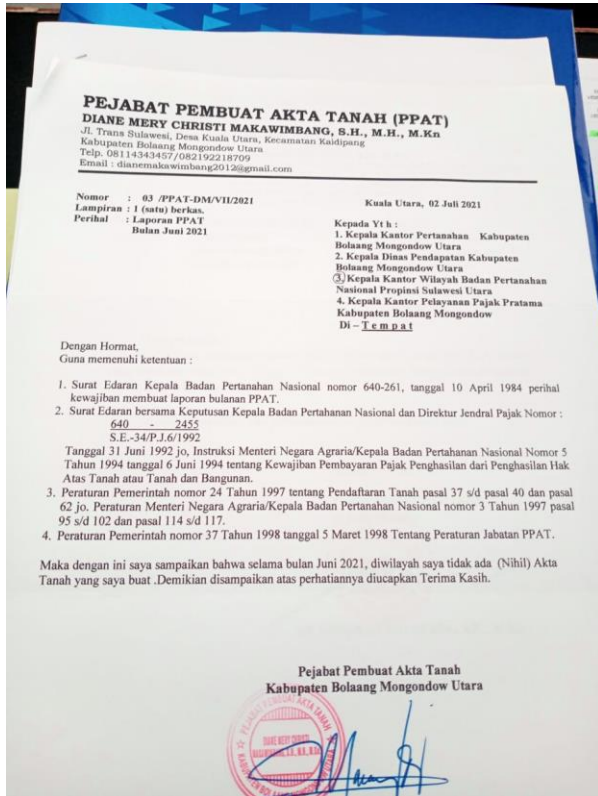 PEJABAT PEMBUAT AKTA TANAH (PPAT)
DIANE MERY CHRISTI MAKAWIMBANG, S.H., M.H., M.Kn
Jl. Trans Sulawesi, Desa Kuala Utara, Kecamatan Kaidipang
Kabupaten Bolaang Mongondow Utara
Telp. 08114343457/082192218709
Email : dianemakawimbang2012@gmail.com
Nomor : 03 /PPAT-DM/VII/2021
Lampiran : 1 (satu) berkas.
Perihal : Laporan PPAT
Bulan Juni 2021
Kuala Utara, 02 Juli 2021
Kepada Yt h :
1. Kepala Kantor Pertanahan Kabupaten
Bolaang Mongondow Utara
2. Kepala Dinas Pendapatan Kabupaten
Bolaang Mongondow Utara
3. Kepala Kantor Wilayah Badan Pertanahan
Nasional Propinsi Sulawesi Utara
4. Kepala Kantor Pelayanan Pajak Pratama
Kabupaten Bolaang Mongondow
Di – T e m p a t
Dengan Hormat,
Guna memenuhi ketentuan :
1. Surat Edaran Kepala Badan Pertanahan Nasional nomor 640-261, tanggal 10 April 1984 perihal
kewajiban membuat laporan bulanan PPAT.
2. Surat Edaran bersama Keputusan Kepala Badan Pertahanan Nasional dan Direktur Jendral Pajak Nomor :
640 - 2455
S.E.-34/P.J.6/1992
Tanggal 31 Juni 1992 jo, Instruksi Menteri Negara Agraria/Kepala Badan Pertahanan Nasional Nomor 5
Tahun 1994 tanggal 6 Juni 1994 tentang Kewajiban Pembayaran Pajak Penghasilan dari Penghasilan Hak
Atas Tanah atau Tanah dan Bangunan.
3. Peraturan Pemerintah nomor 24 Tahun 1997 tentang Pendaftaran Tanah pasal 37 s/d pasal 40 dan pasal
62 jo. Peraturan Menteri Negara Agraria/Kepala Badan Pertanahan Nasional nomor 3 Tahun 1997 pasal
95 s/d 102 dan pasal 114 s/d 117.
4. Peraturan Pemerintah nomor 37 Tahun 1998 tanggal 5 Maret 1998 Tentang Peraturan Jabatan PPAT.
Maka dengan ini saya sampaikan bahwa selama bulan Juni 2021, diwilayah saya tidak ada (Nihil) Akta
Tanah yang saya buat .Demikian disampaikan atas perhatiannya diucapkan Terima Kasih.
Pejabat Pembuat Akta Tanah
Kabupaten Bolaang Mongondow Utara
PEJABAT PEMBUAT AKTA TANAH
DIANE MERY CHRISTI